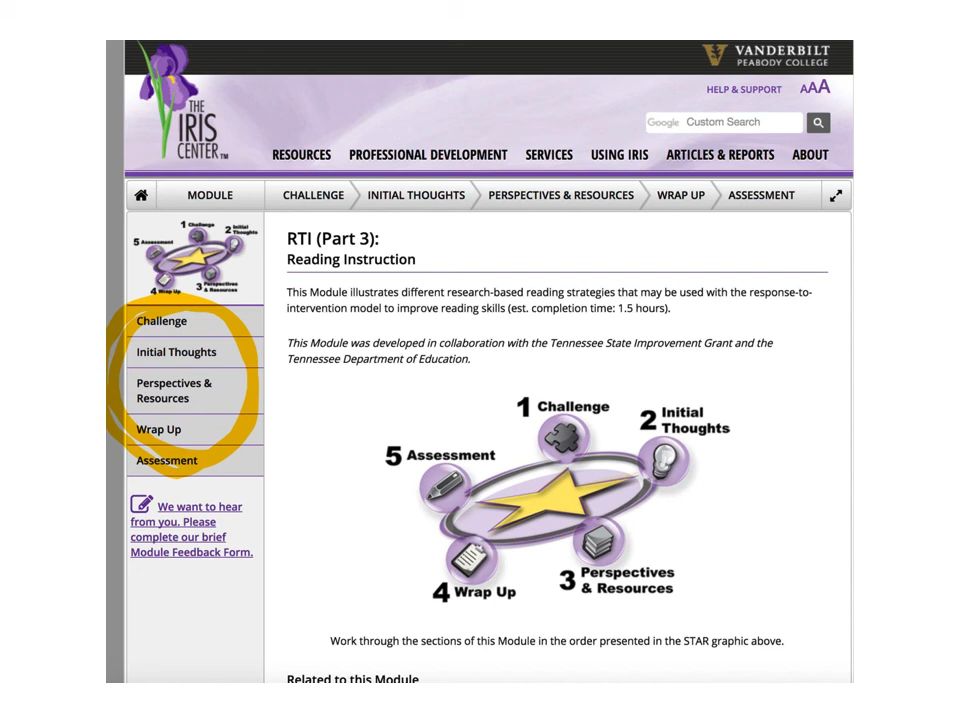 VANDERBILT
PEABODY COLLEGE
HELP & SUPPORT AAA
THE
IRIS
CENTER™
Google Custom Search
RESOURCES PROFESSIONAL DEVELOPMENT SERVICES USING IRIS ARTICLES & REPORTS ABOUT
MODULE CHALLENGE INITIAL THOUGHTS PERSPECTIVES & RESOURCES WRAP UP ASSESSMENT
1 Challenge
2 Initial
Thoughts
5 Assessment
4 Wrap Up
3 Perspectives
& Resources
Challenge
Initial Thoughts
Perspectives &
Resources
Wrap Up
Assessment
We want to hear
from you. Please
complete our brief
Module Feedback Form.
RTI (Part 3):
Reading Instruction
This Module illustrates different research-based reading strategies that may be used with the response-to-
intervention model to improve reading skills (est. completion time: 1.5 hours).
This Module was developed in collaboration with the Tennessee State Improvement Grant and the
Tennessee Department of Education.
1 Challenge
2 Initial
Thoughts
5 Assessment
4 Wrap Up
3 Perspectives
& Resources
Work through the sections of this Module in the order presented in the STAR graphic above.
Related to this Module